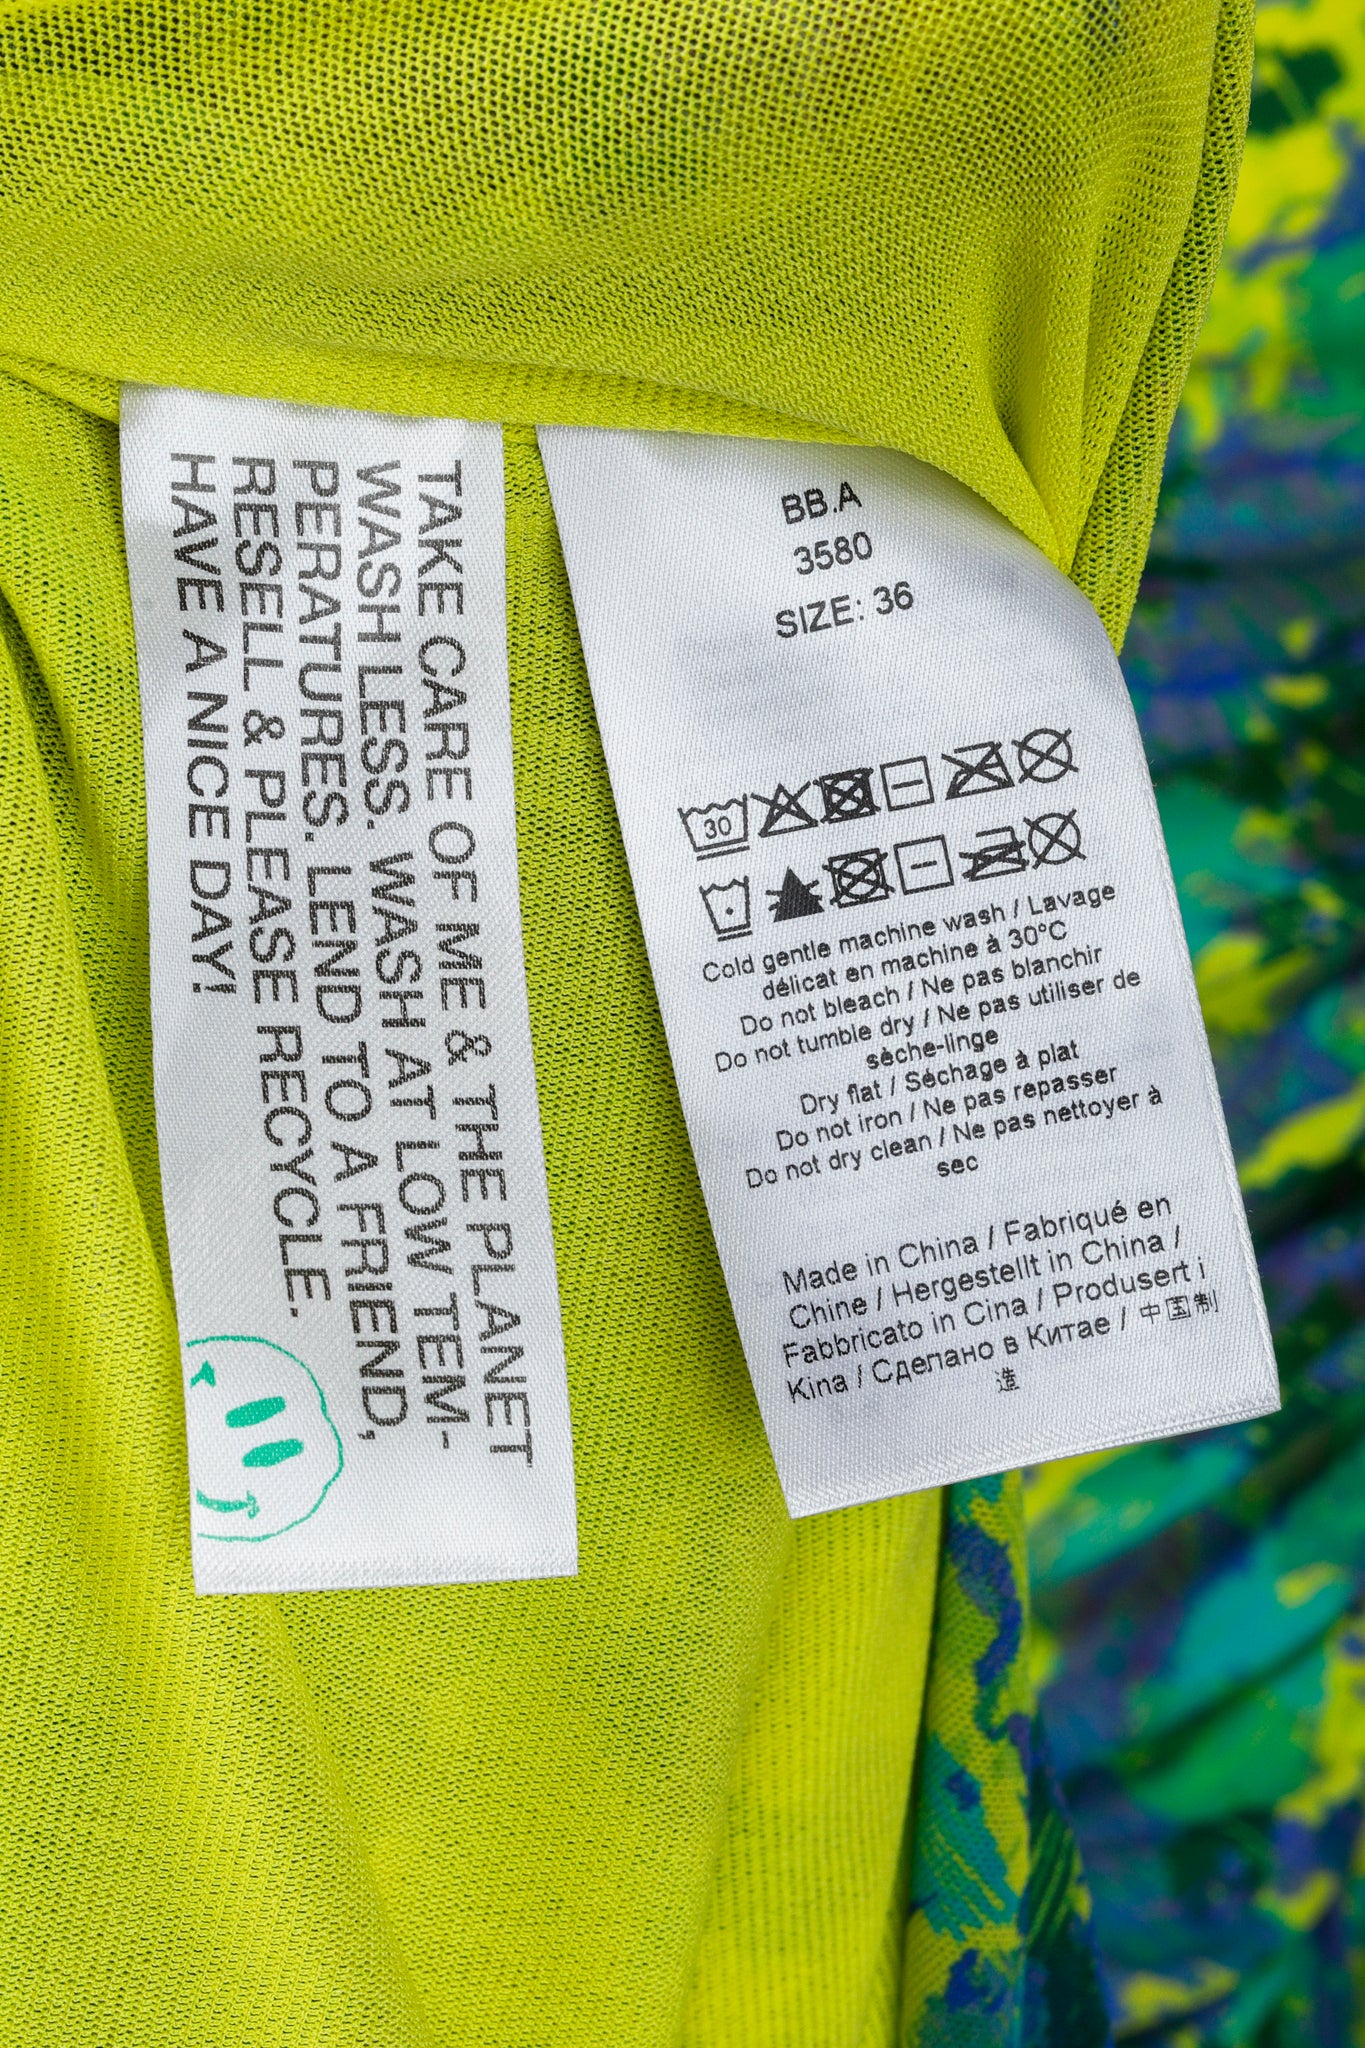 TAKE CARE OF ME & THE PLANET
WASH LESS. WASH AT LOW TEM-
PERATURES. LEND TO A FRIEND,
RESELL & PLEASE RECYCLE.
HAVE A NICE DAY!
BB.A
3580
SIZE: 36
30
Cold gentle machine wash / Lavage
délicat en machine à 30°C
Do not bleach / Ne pas blanchir
Do not tumble dry / Ne pas utiliser de
sèche-linge
Dry flat / Séchage à plat
Do not iron / Ne pas repasser
Do not dry clean / Ne pas nettoyer à
sec
Made in China / Fabriqué en
Chine / Hergestellt in China /
Fabbricato in Cina / Produsert i
Kina / Сделано в Китае / 中国制
造